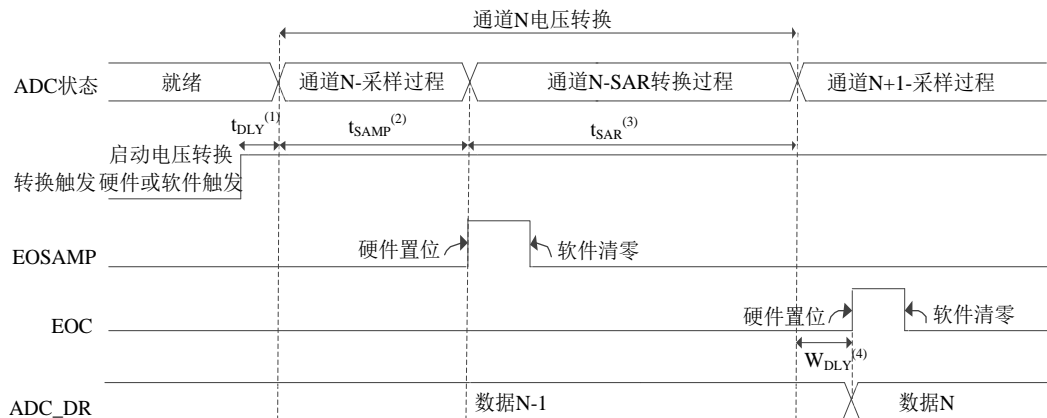 通道N电压转换
ADC状态 就绪 通道N-采样过程 通道N-SAR转换过程 通道N+1-采样过程
tDLY(1) tSAMP(2) tSAR(3)
启动电压转换
转换触发 硬件或软件触发
EOSAMP 硬件置位 软件清零
EOC 硬件置位 软件清零
WDLY(4)
ADC_DR 数据N-1 数据N